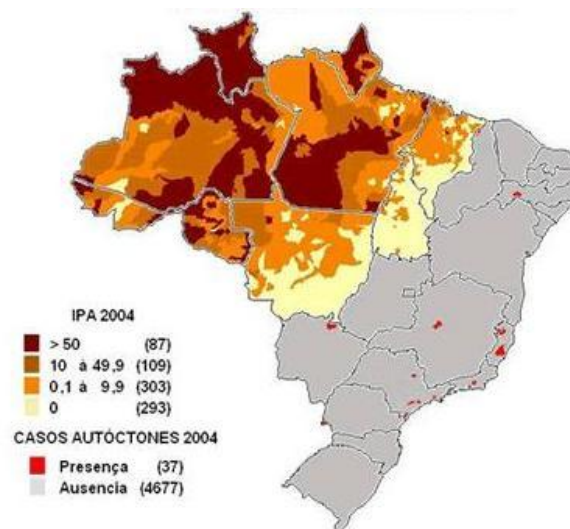 IPA 2004
> 50 (87)
10 à 49,9 (109)
0,1 à 9,9 (303)
0 (293)
CASOS AUTÓCTONES 2004
Presença (37)
Ausencia (4677)